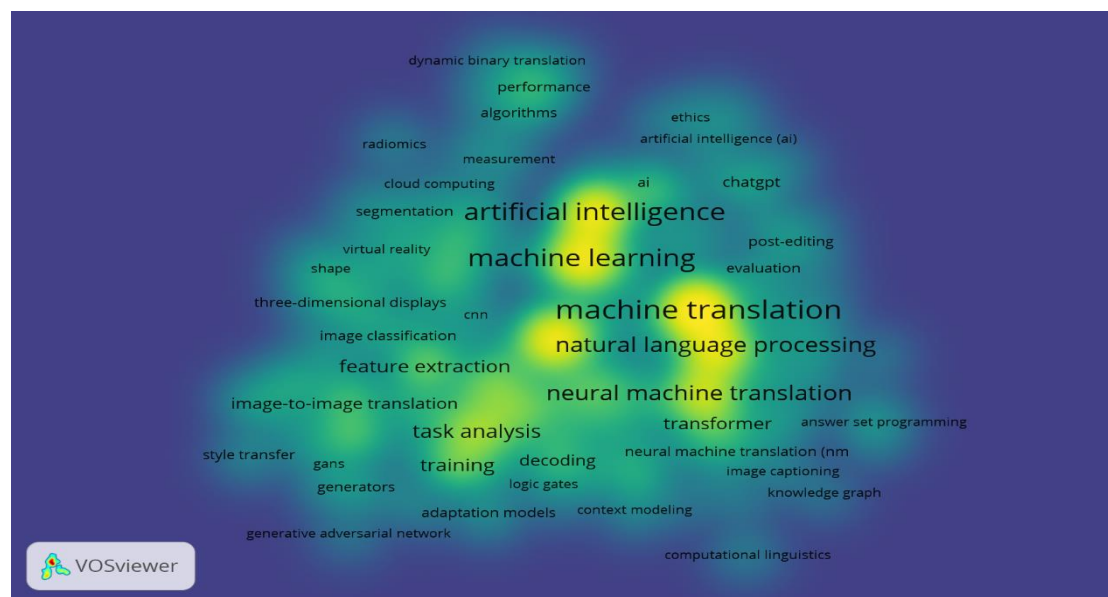 dynamic binary translation
performance
algorithms
ethics
artificial intelligence (ai)
radiomics
measurement
cloud computing
ai
chatgpt
segmentation
artificial intelligence
virtual reality
post-editing
shape
machine learning
evaluation
three-dimensional displays
cnn
machine translation
image classification
natural language processing
feature extraction
neural machine translation
image-to-image translation
task analysis
transformer
answer set programming
style transfer
gans
training
decoding
neural machine translation (nm
image captioning
generators
logic gates
knowledge graph
adaptation models
context modeling
generative adversarial network
computational linguistics
VOSviewer